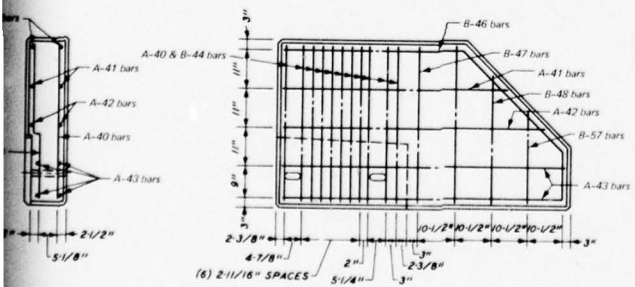 bars
A-41 bars
A-42 bars
A-40 bars
A-43 bars
2-1/2"
5-1/8"
3"
11"
11"
11"
9"
3"
A-40 & B-44 bars
B-46 bars
B-47 bars
A-41 bars
B-48 bars
A-42 bars
B-57 bars
A-43 bars
10-1/2" 10-1/2" 10-1/2" 10-1/2"
2-3/8"
4-7/8"
(6) 2-11/16" SPACES
2"
5-1/4"
3"
2-3/8"
3"
3"